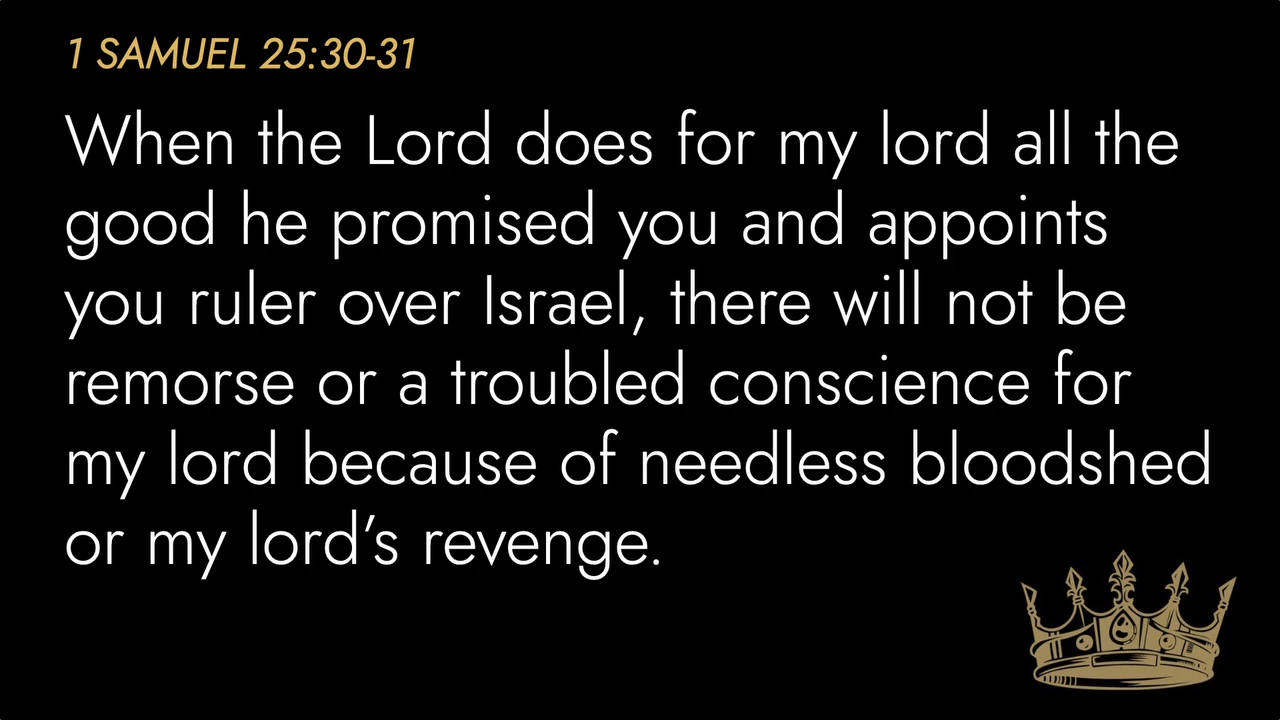 1 SAMUEL 25:30-31
When the Lord does for my lord all the
good he promised you and appoints
you ruler over Israel, there will not be
remorse or a troubled conscience for
my lord because of needless bloodshed
or my lord’s revenge.